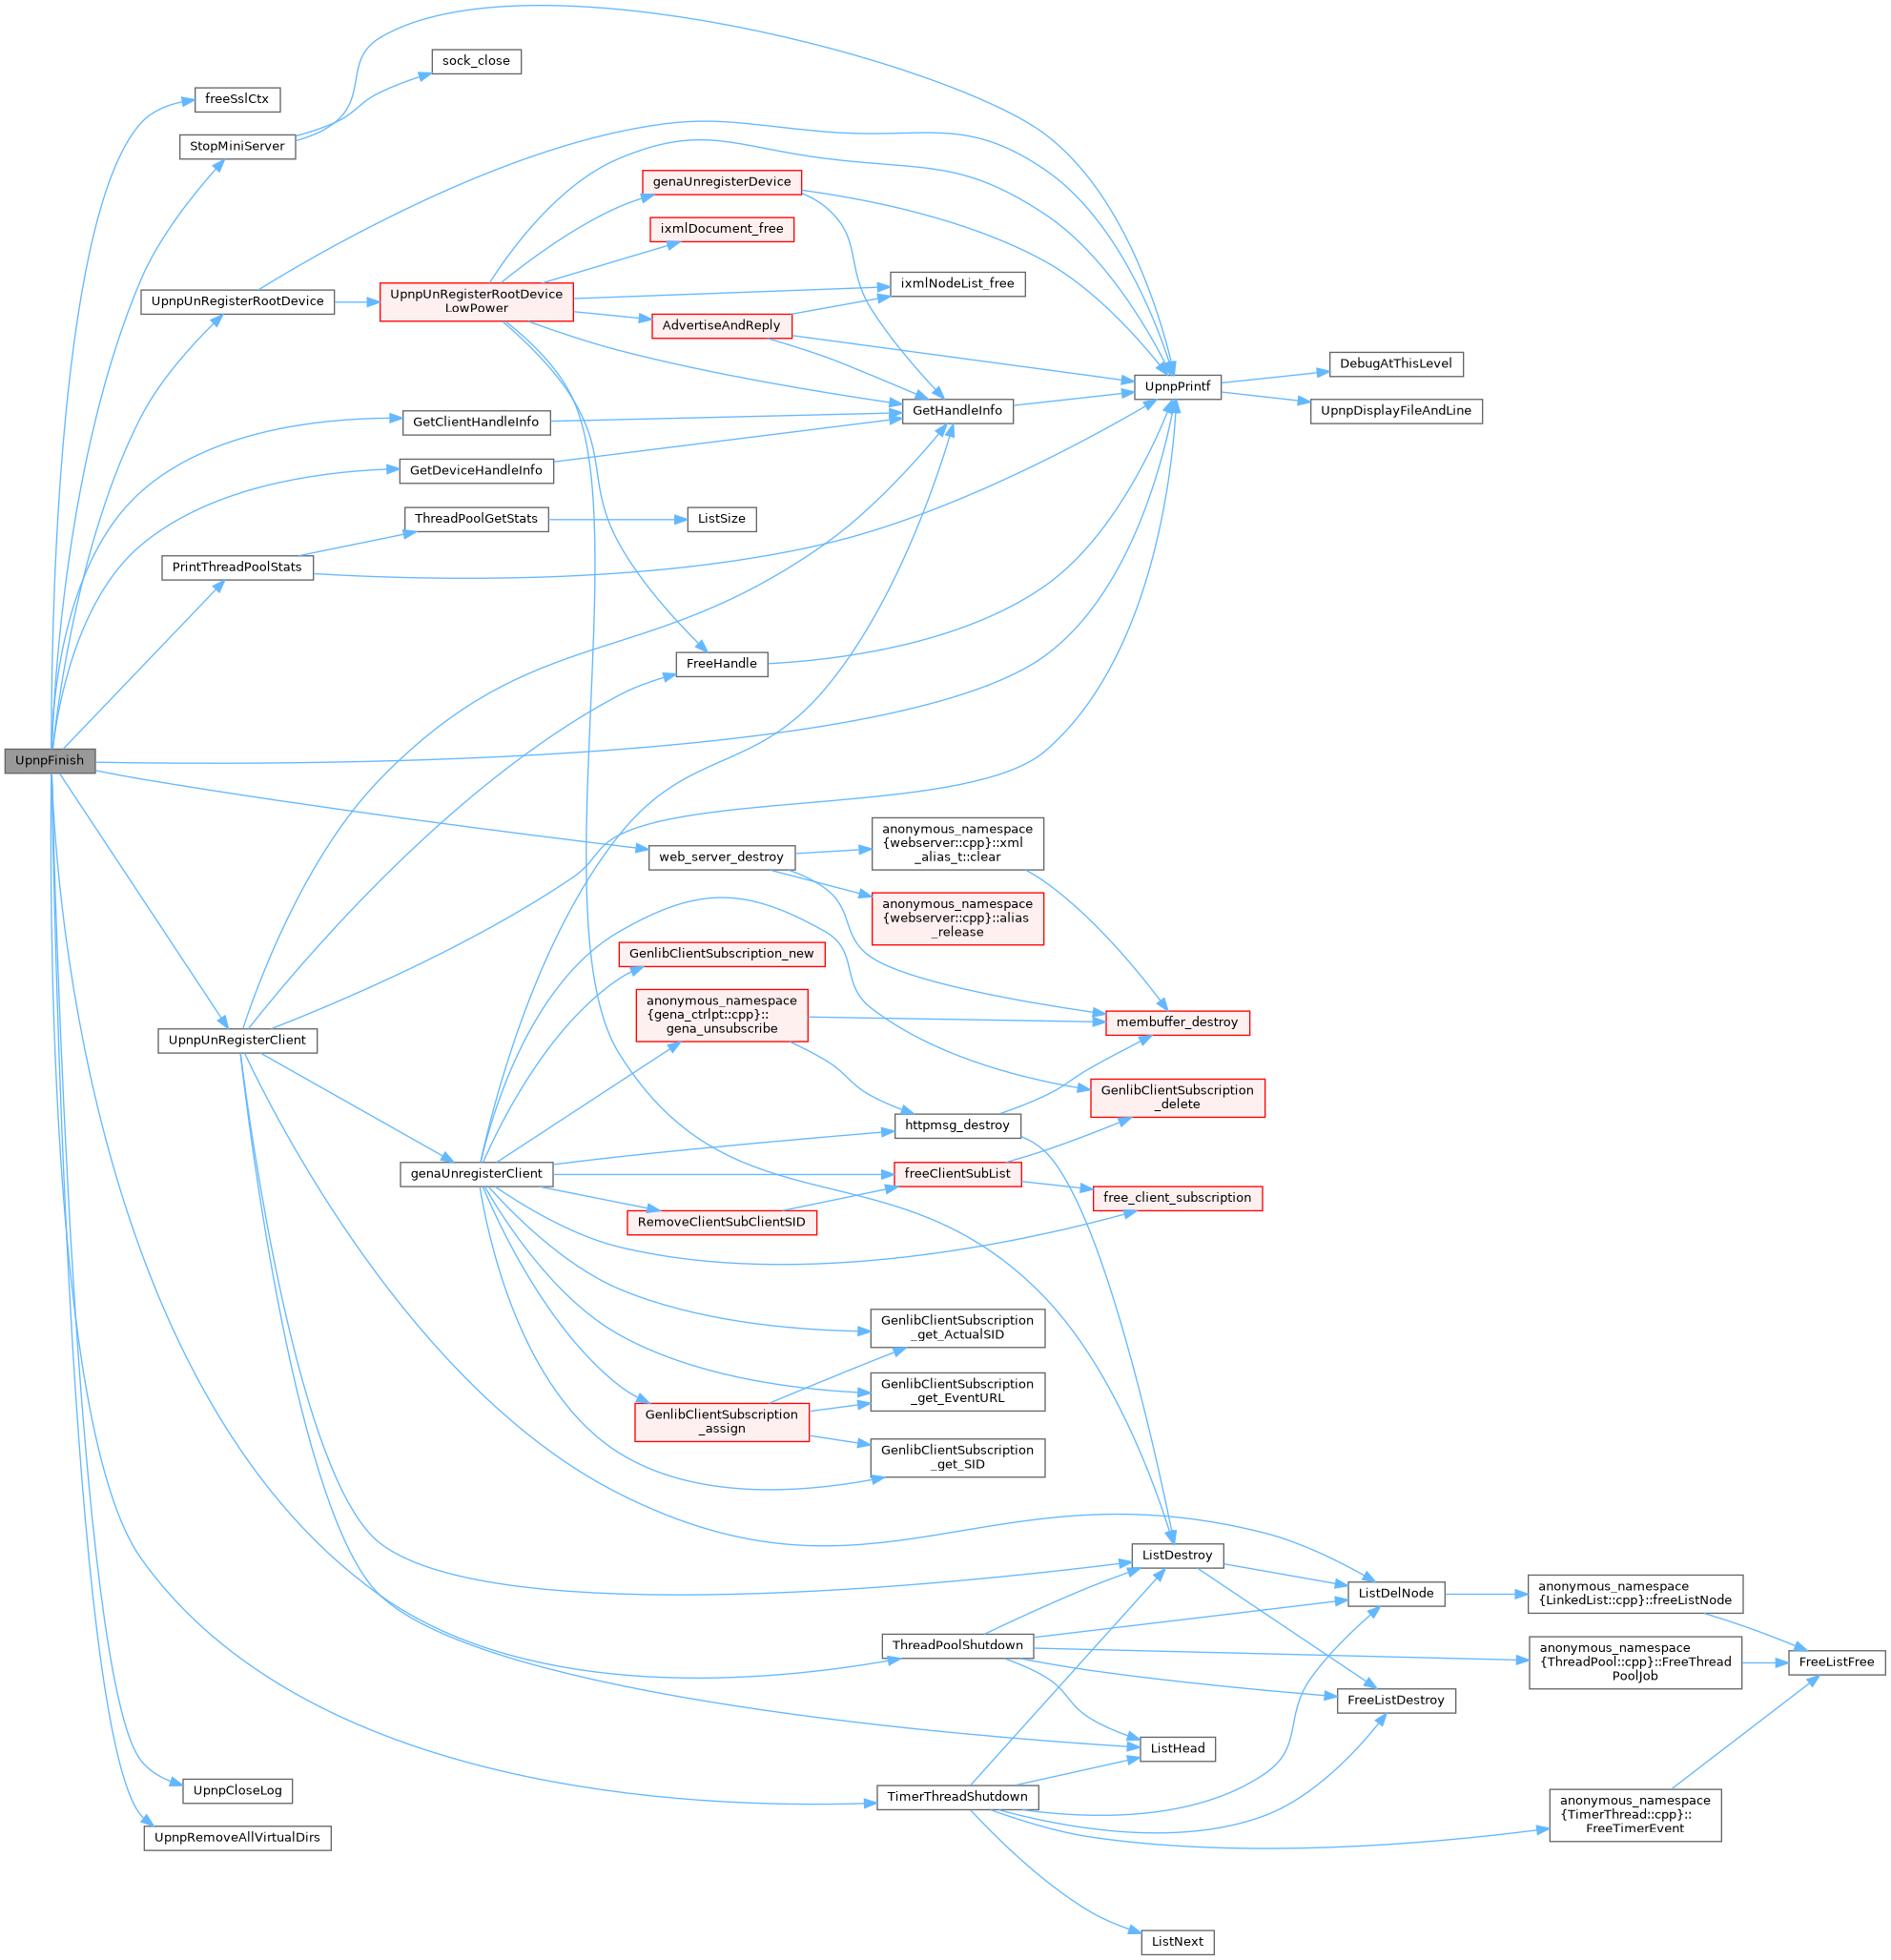 sock_close
freeSslCtx
StopMiniServer
genaUnregisterDevice
ixmlDocument_free
ixmlNodeList_free
UpnpUnRegisterRootDevice
UpnpUnRegisterRootDevice
LowPower
AdvertiseAndReply
DebugAtThisLevel
UpnpPrintf
UpnpDisplayFileAndLine
GetHandleInfo
GetClientHandleInfo
GetDeviceHandleInfo
ThreadPoolGetStats
ListSize
PrintThreadPoolStats
FreeHandle
UpnpFinish
anonymous_namespace
{webserver::cpp}::xml
_alias_t::clear
web_server_destroy
anonymous_namespace
{webserver::cpp}::alias
_release
GenlibClientSubscription_new
anonymous_namespace
{gena_ctrlpt::cpp}::
gena_unsubscribe
membuffer_destroy
UpnpUnRegisterClient
GenlibClientSubscription
_delete
httpmsg_destroy
genaUnregisterClient
freeClientSubList
free_client_subscription
RemoveClientSubClientSID
GenlibClientSubscription
_get_ActualSID
GenlibClientSubscription
_get_EventURL
GenlibClientSubscription
_assign
GenlibClientSubscription
_get_SID
ListDestroy
ListDelNode
anonymous_namespace
{LinkedList::cpp}::freeListNode
ThreadPoolShutdown
anonymous_namespace
{ThreadPool::cpp}::FreeThread
PoolJob
FreeListFree
FreeListDestroy
ListHead
UpnpCloseLog
TimerThreadShutdown
anonymous_namespace
{TimerThread::cpp}::
FreeTimerEvent
UpnpRemoveAllVirtualDirs
ListNext